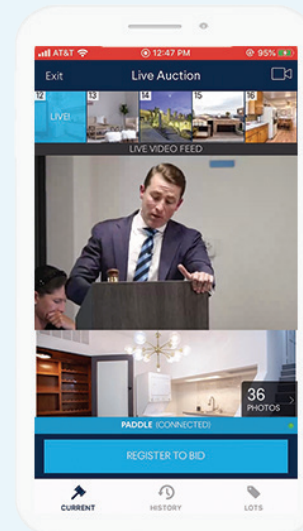 AT&T 12:47 PM 95%
Exit Live Auction
12 13 14 15 16
LIVE!
LIVE VIDEO FEED
36
PHOTOS
PADDLE (CONNECTED)
REGISTER TO BID
CURRENT HISTORY LOTS